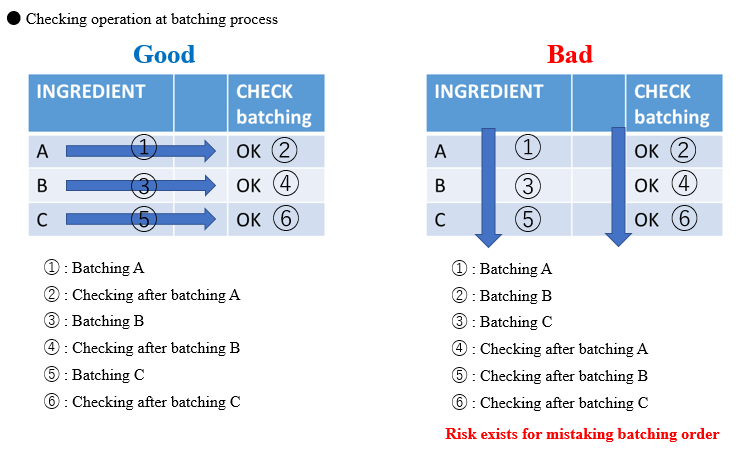 ● Checking operation at batching process
Good
INGREDIENT CHECK batching
A ① OK ②
B ③ OK ④
C ⑤ OK ⑥
① : Batching A
② : Checking after batching A
③ : Batching B
④ : Checking after batching B
⑤ : Batching C
⑥ : Checking after batching C
Bad
INGREDIENT CHECK batching
A ① OK ②
B ③ OK ④
C ⑤ OK ⑥
① : Batching A
② : Batching B
③ : Batching C
④ : Checking after batching A
⑤ : Checking after batching B
⑥ : Checking after batching C
Risk exists for mistaking batching order